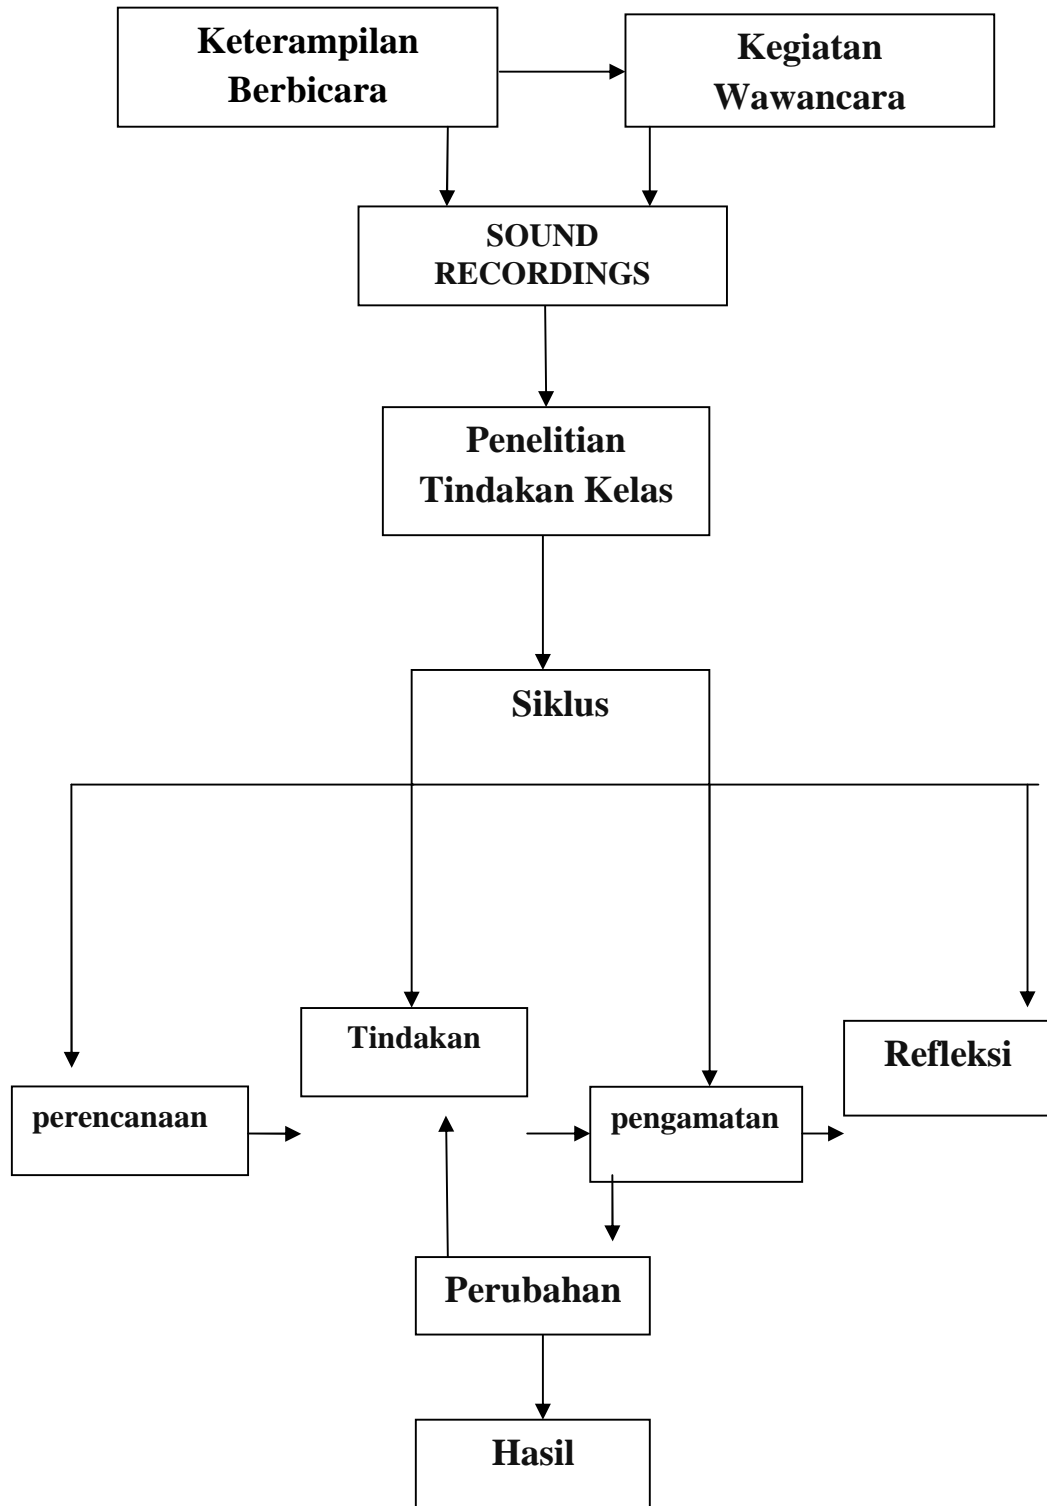 Keterampilan
Berbicara
Kegiatan
Wawancara
SOUND
RECORDINGS
Penelitian
Tindakan Kelas
Siklus
Tindakan
Refleksi
perencanaan
pengamatan
Perubahan
Hasil